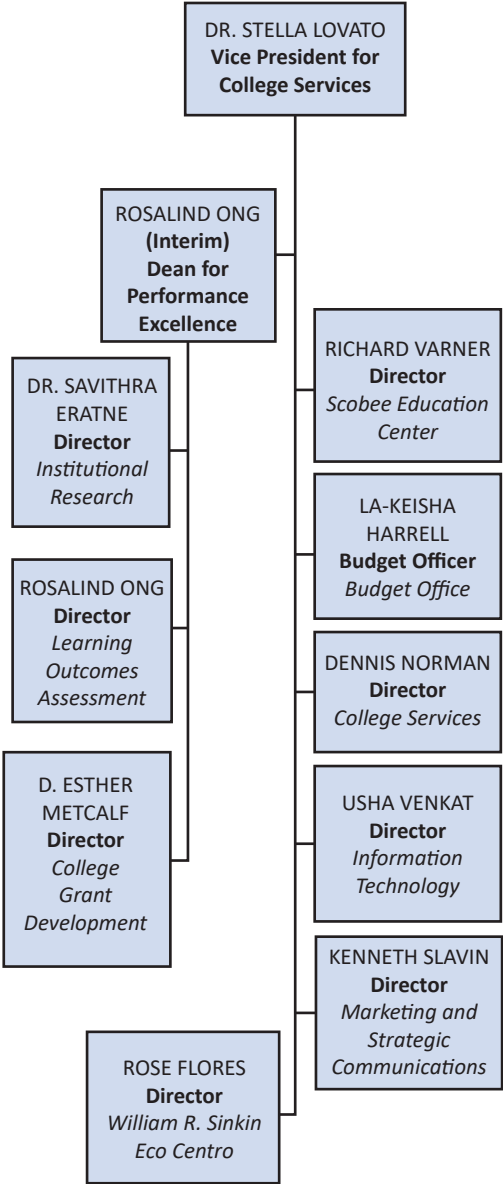 DR. STELLA LOVATO
Vice President for
College Services
ROSALIND ONG
(Interim)
Dean for
Performance
Excellence
DR. SAVITHRA
ERATNE
Director
Institutional
Research
ROSALIND ONG
Director
Learning
Outcomes
Assessment
D. ESTHER
METCALF
Director
College
Grant
Development
RICHARD VARNER
Director
Scobee Education
Center
LA-KEISHA
HARRELL
Budget Officer
Budget Office
DENNIS NORMAN
Director
College Services
USHA VENKAT
Director
Information
Technology
KENNETH SLAVIN
Director
Marketing and
Strategic
Communications
ROSE FLORES
Director
William R. Sinkin
Eco Centro